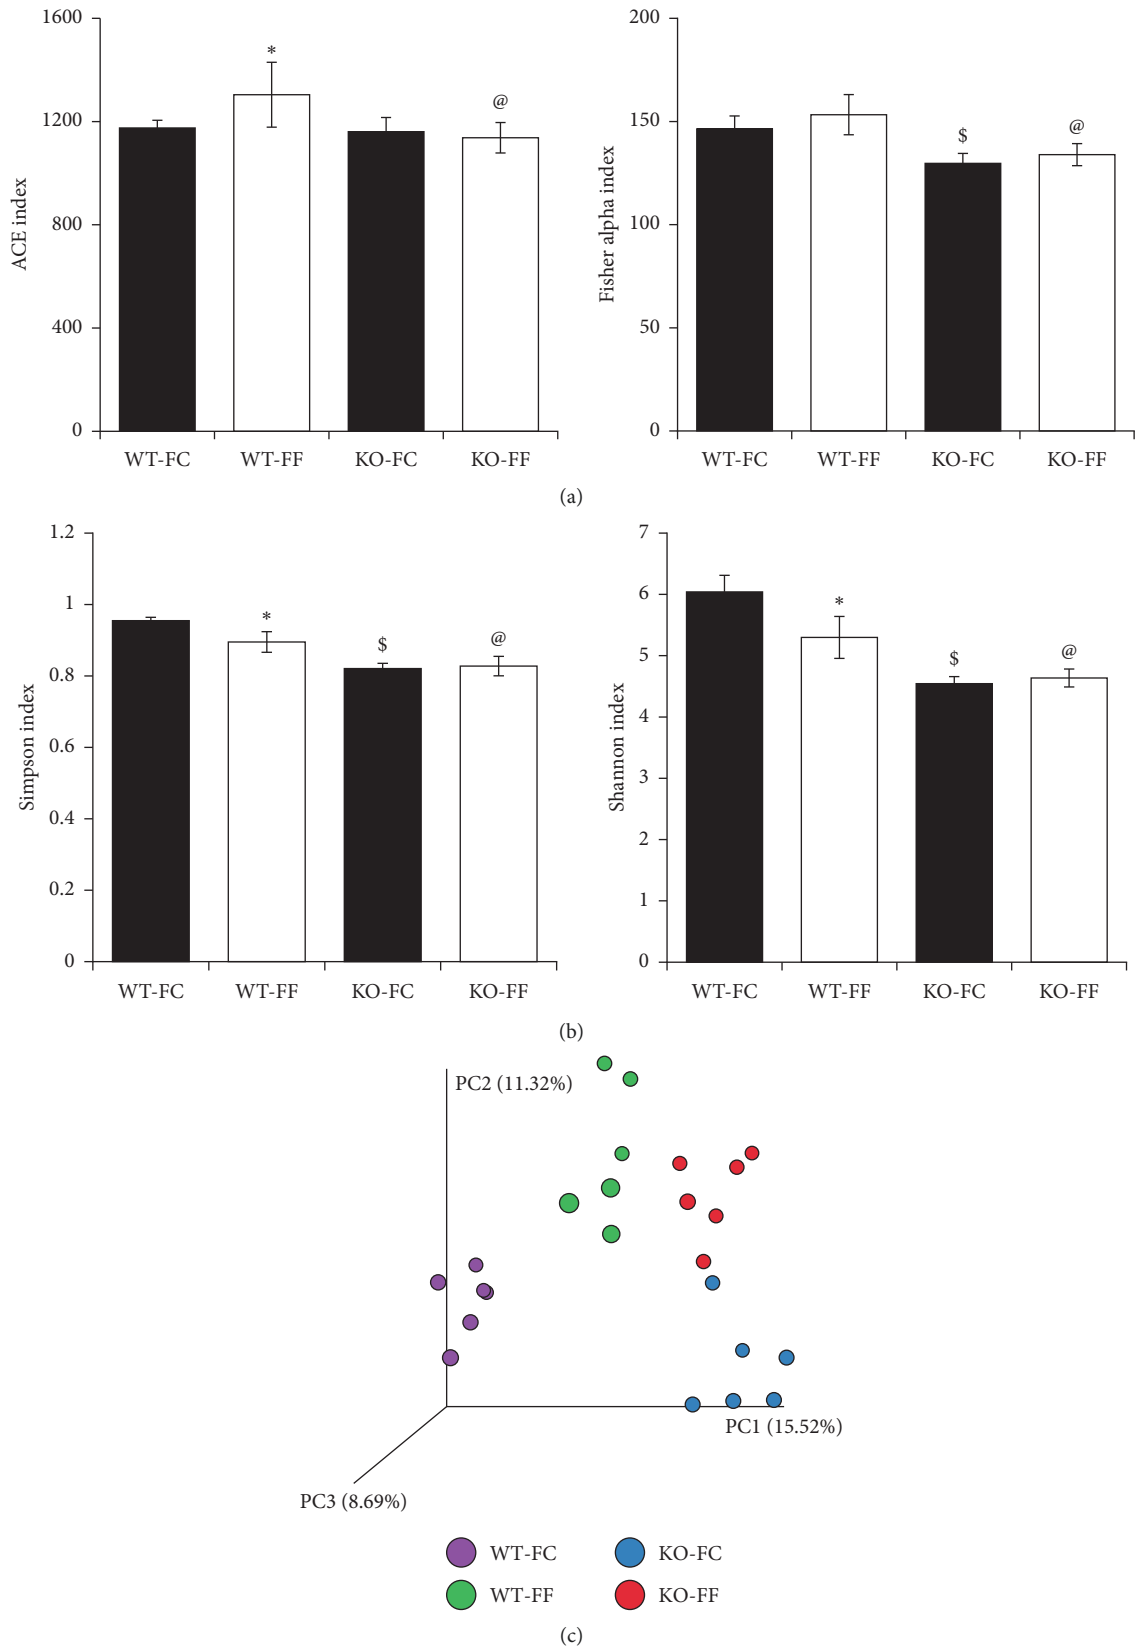 1600
1200
800
400
0
ACE index
*
@
WT-FC WT-FF KO-FC KO-FF
200
150
100
50
0
Fisher alpha index
$
@
WT-FC WT-FF KO-FC KO-FF
(a)
1.2
1
0.8
0.6
0.4
0.2
0
Simpson index
*
$
@
WT-FC WT-FF KO-FC KO-FF
7
6
5
4
3
2
1
0
Shannon index
*
$
@
WT-FC WT-FF KO-FC KO-FF
(b)
PC2 (11.32%)
PC1 (15.52%)
PC3 (8.69%)
WT-FC KO-FC
WT-FF KO-FF
(c)